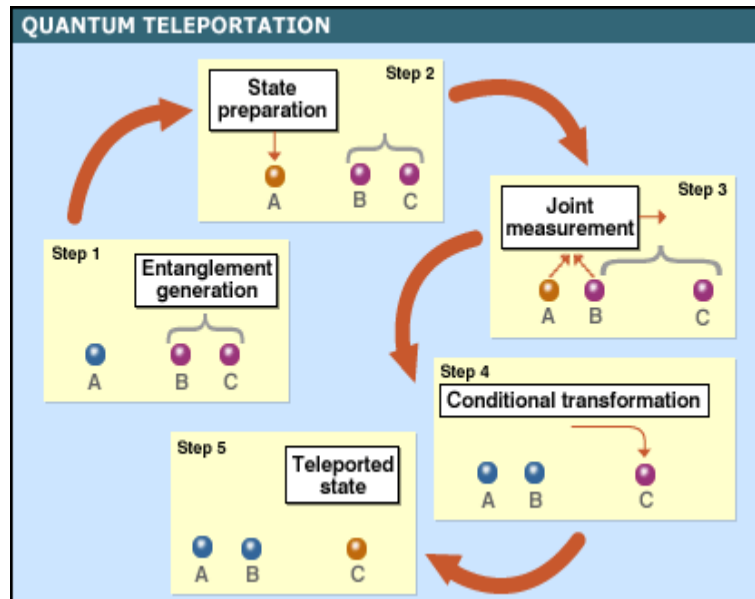 QUANTUM TELEPORTATION
Step 1
Entanglement
generation
A B C
Step 2
State
preparation
A B C
Step 3
Joint
measurement
A B C
Step 4
Conditional transformation
A B C
Step 5
Teleported
state
A B C